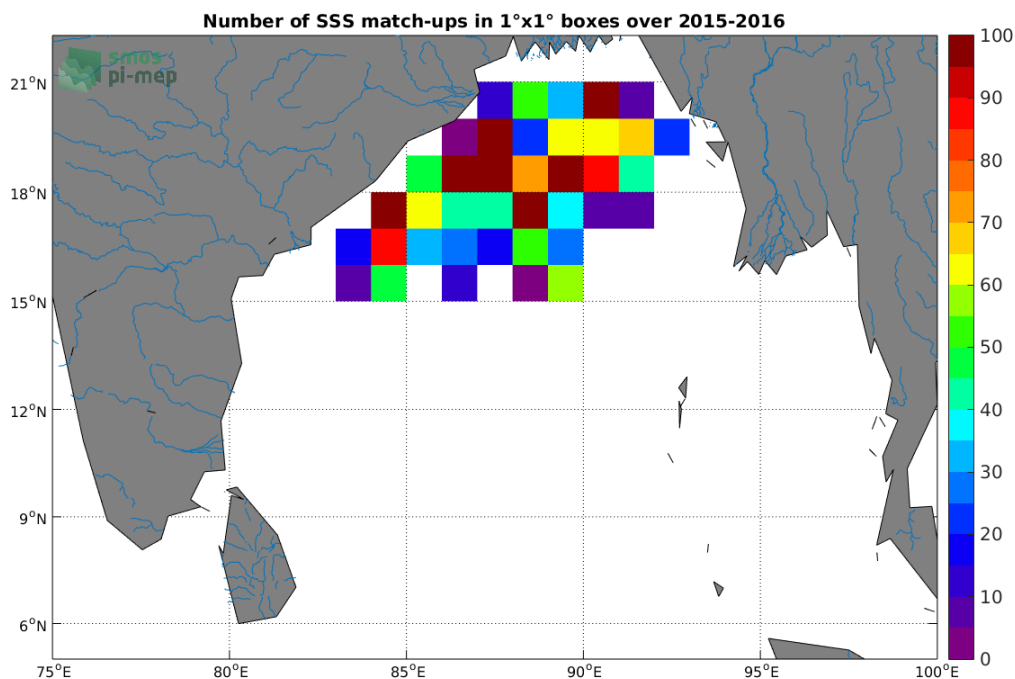 Number of SSS match-ups in 1°x1° boxes over 2015-2016
smos
pi-mep
21°N
18°N
15°N
12°N
9°N
6°N
75°E
80°E
85°E
90°E
95°E
100°E
100
90
80
70
60
50
40
30
20
10
0